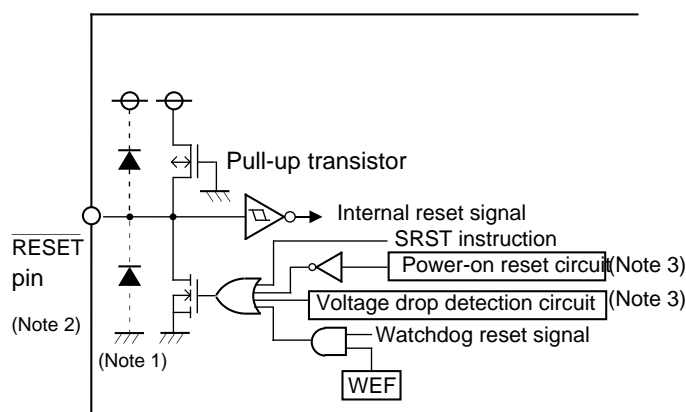 Pull-up transistor
Internal reset signal
RESET
pin
(Note 2)
SRST instruction
Power-on reset circuit(Note 3)
Voltage drop detection circuit (Note 3)
Watchdog reset signal
(Note 1)
WEF